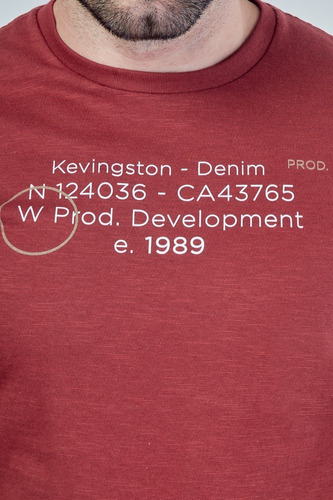 Kevingston - Denim PROD.
N 124036 - CA43765
W Prod. Development
e. 1989